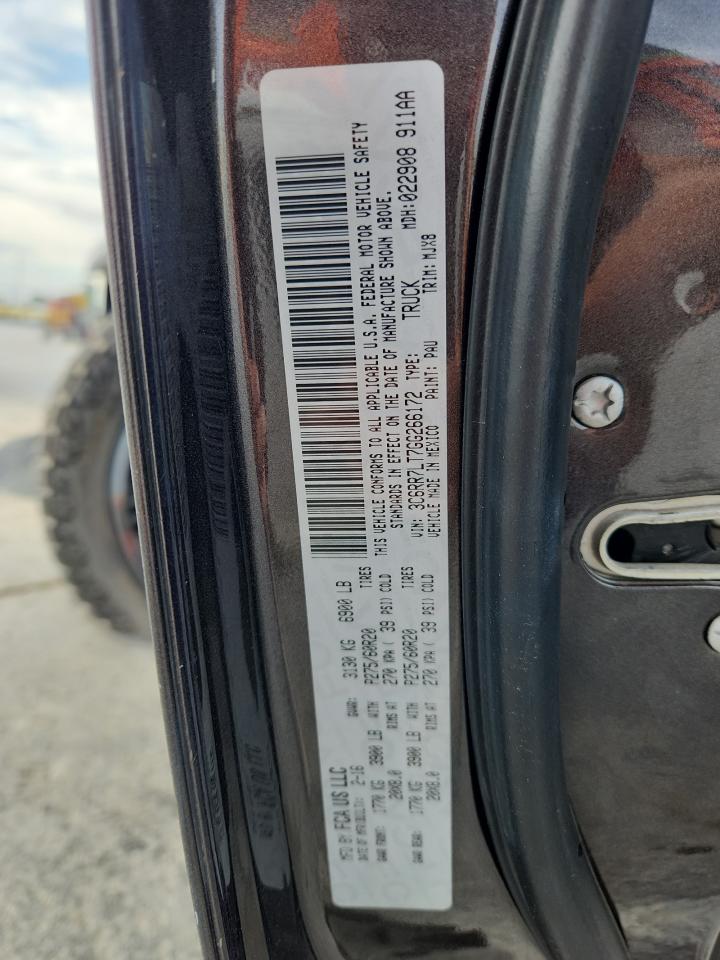 MFD BY FCA US LLC
DATE OF MFR: 2-16 GVWR: 3130 KG 6900 LB
GAWR FRONT: 1770 KG 3900 LB WITH P275/60R20 TIRES
20X8.0 RIMS AT 270 KPA ( 39 PSI) COLD
GAWR REAR: 1770 KG 3900 LB WITH P275/60R20 TIRES
20X8.0 RIMS AT 270 KPA ( 39 PSI) COLD
THIS VEHICLE CONFORMS TO ALL APPLICABLE U.S.A. FEDERAL MOTOR VEHICLE SAFETY
STANDARDS IN EFFECT ON THE DATE OF MANUFACTURE SHOWN ABOVE.
VIN: 3C6RR7LT7GG266172 TYPE: TRUCK MDH:022908 911AA
VEHICLE MADE IN MEXICO PAINT: PAU TRIM: MJX8